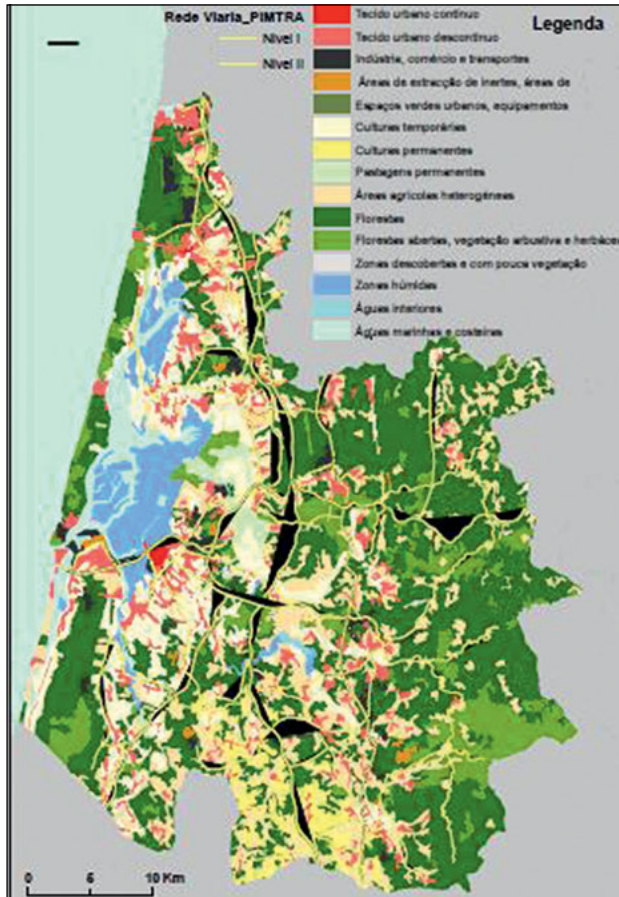 Rede Viaria_PIMTRA
Nivel I
Nivel II
Legenda
Tecido urbano contínuo
Tecido urbano descontínuo
Indústria, comércio e transportes
Áreas de extracção de inertes, áreas de
Espaços verdes urbanos, equipamentos
Culturas temporárias
Culturas permanentes
Pastagens permanentes
Áreas agrícolas heterogéneas
Florestas
Florestas abertas, vegetação arbustiva e herbácea
Zonas descobertas e com pouca vegetação
Zonas húmidas
Águas interiores
Águas marinhas e costeiras
0 5 10 Km